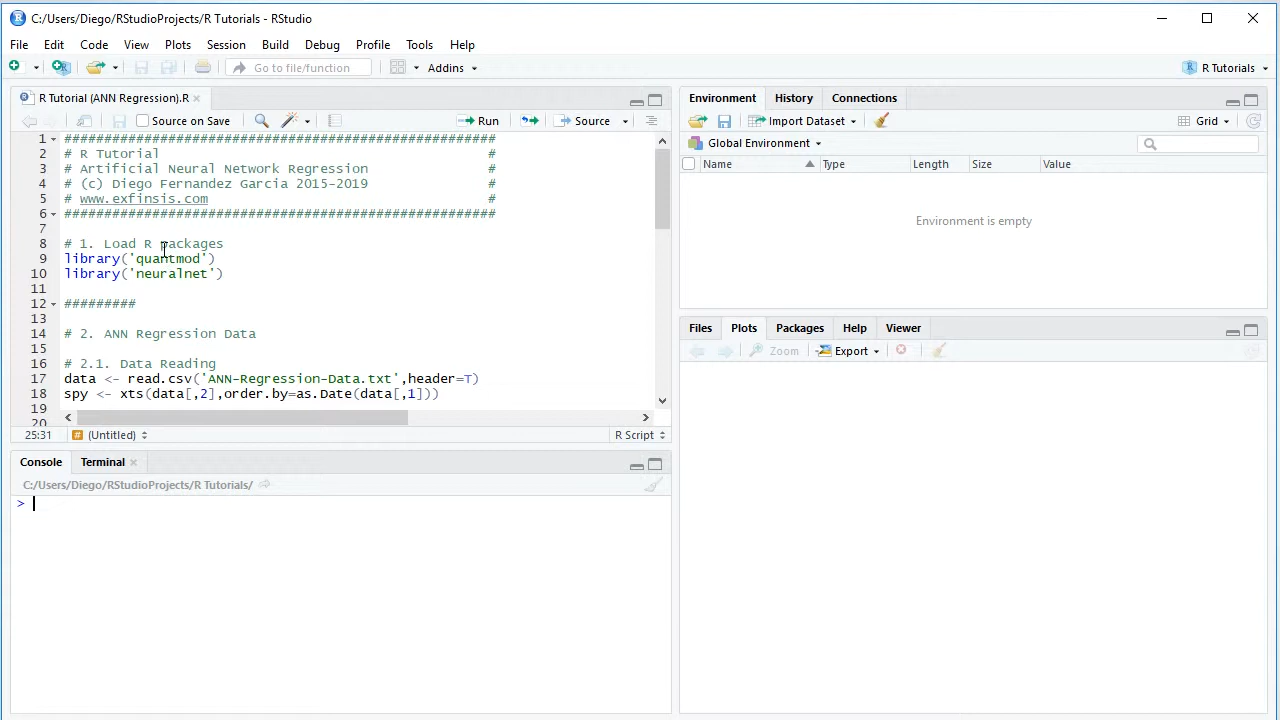 C:/Users/Diego/RStudioProjects/R Tutorials - RStudio
File Edit Code View Plots Session Build Debug Profile Tools Help
Go to file/function Addins R Tutorials
R Tutorial (ANN Regression).R
Source on Save Run Source
1 ######################################################
2 # R Tutorial #
3 # Artificial Neural Network Regression #
4 # (c) Diego Fernandez Garcia 2015-2019 #
5 # www.exfinsis.com #
6 ######################################################
7
8 # 1. Load R packages
9 library('quantmod')
10 library('neuralnet')
11
12 #########
13
14 # 2. ANN Regression Data
15
16 # 2.1. Data Reading
17 data <- read.csv('ANN-Regression-Data.txt',header=T)
18 spy <- xts(data[,2],order.by=as.Date(data[,1]))
19
20
25:31 # (Untitled) R Script
Console Terminal
C:/Users/Diego/RStudioProjects/R Tutorials/
>
Environment History Connections
Import Dataset Grid
Global Environment
Name Type Length Size Value
Environment is empty
Files Plots Packages Help Viewer
Zoom Export